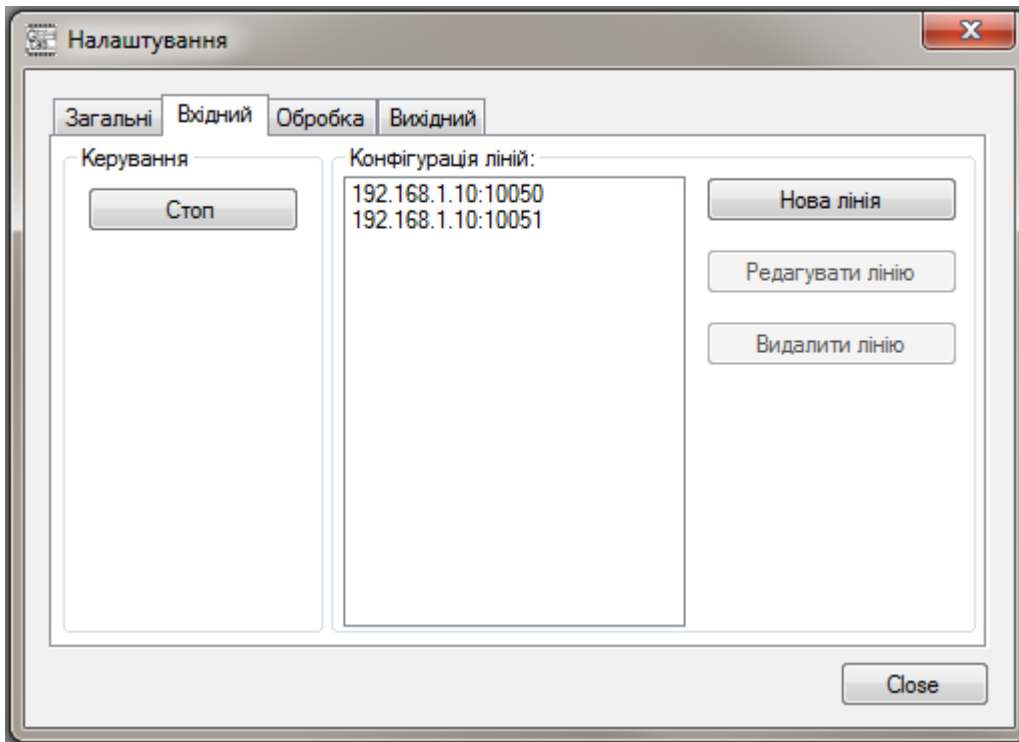 Налаштування
Загальні
Вхідний
Обробка
Вихідний
Керування
Стоп
Конфігурація ліній:
192.168.1.10:10050
192.168.1.10:10051
Нова лінія
Редагувати лінію
Видалити лінію
Close